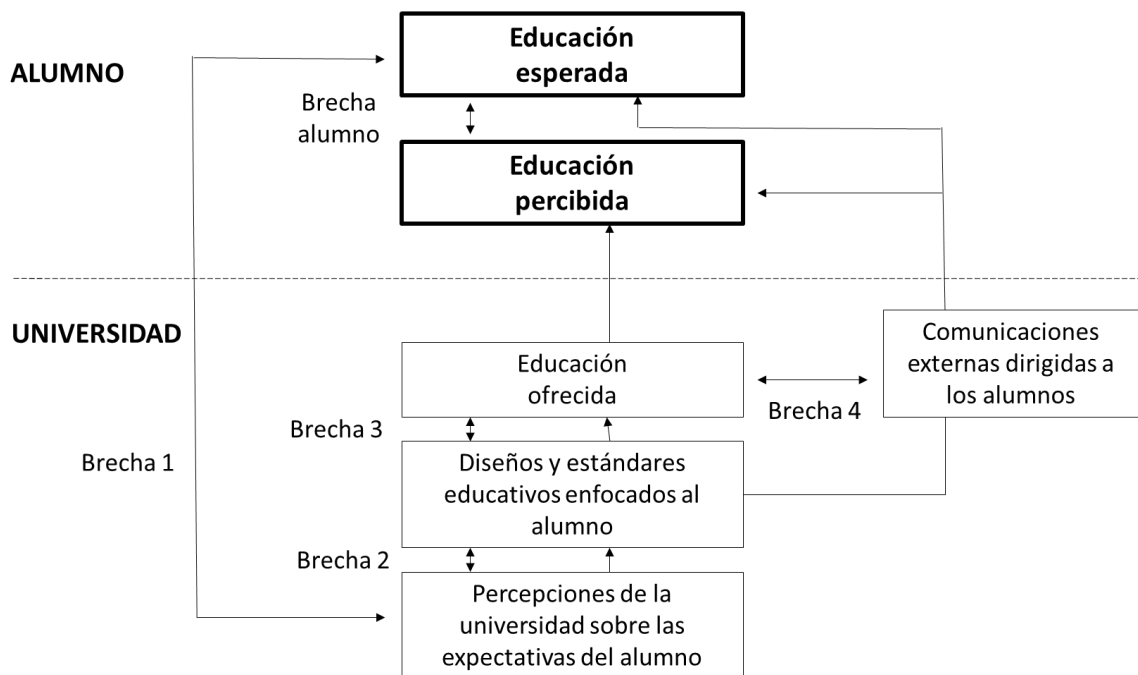 Educación
esperada
ALUMNO
Brecha
alumno
Educación
percibida
UNIVERSIDAD
Comunicaciones
externas dirigidas a
los alumnos
Educación
ofrecida
Brecha 4
Brecha 3
Brecha 1
Diseños y estándares
educativos enfocados al
alumno
Brecha 2
Percepciones de la
universidad sobre las
expectativas del alumno